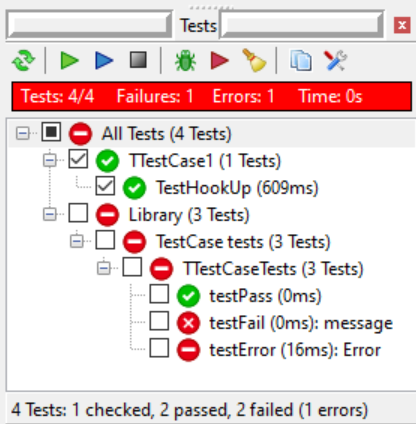 Tests
Tests: 4/4 Failures: 1 Errors: 1 Time: 0s
All Tests (4 Tests)
TTestCase1 (1 Tests)
TestHookUp (609ms)
Library (3 Tests)
TestCase tests (3 Tests)
TTestCaseTests (3 Tests)
testPass (0ms)
testFail (0ms): message
testError (16ms): Error
4 Tests: 1 checked, 2 passed, 2 failed (1 errors)